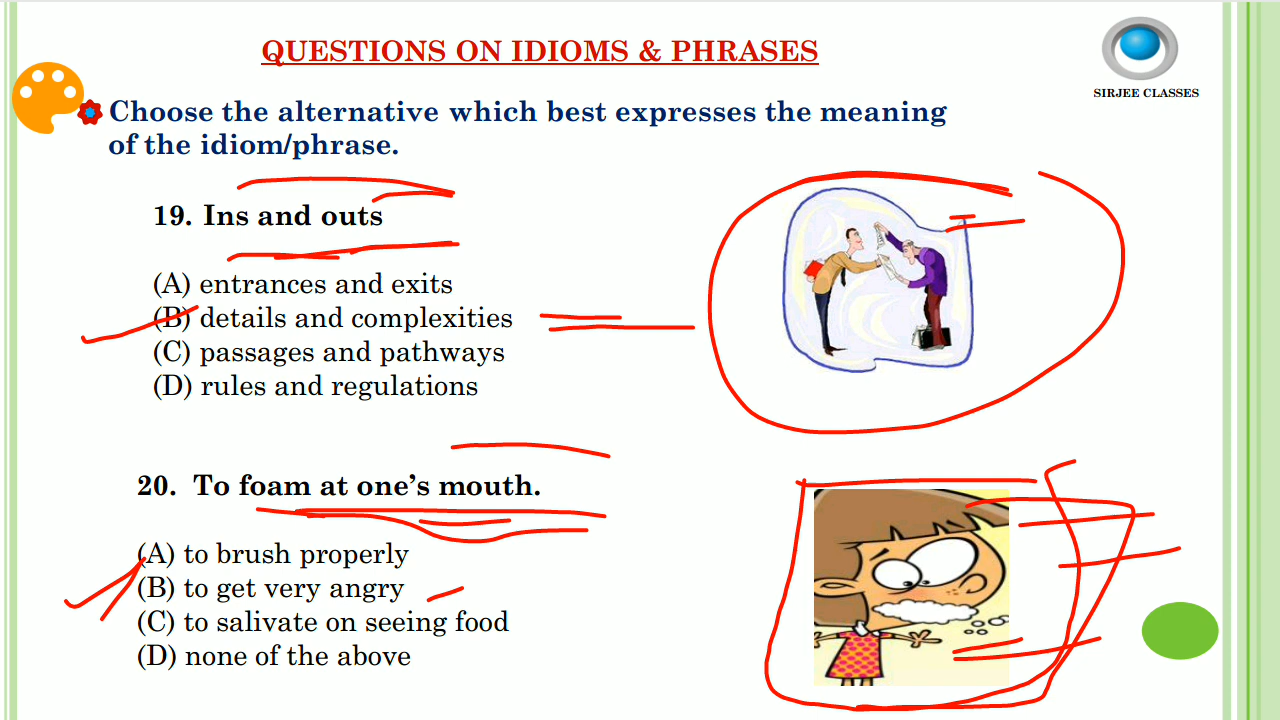 QUESTIONS ON IDIOMS & PHRASES
SIRJEE CLASSES
Choose the alternative which best expresses the meaning
of the idiom/phrase.
19. Ins and outs
(A) entrances and exits
(B) details and complexities
(C) passages and pathways
(D) rules and regulations
20. To foam at one's mouth.
(A) to brush properly
(B) to get very angry
(C) to salivate on seeing food
(D) none of the above